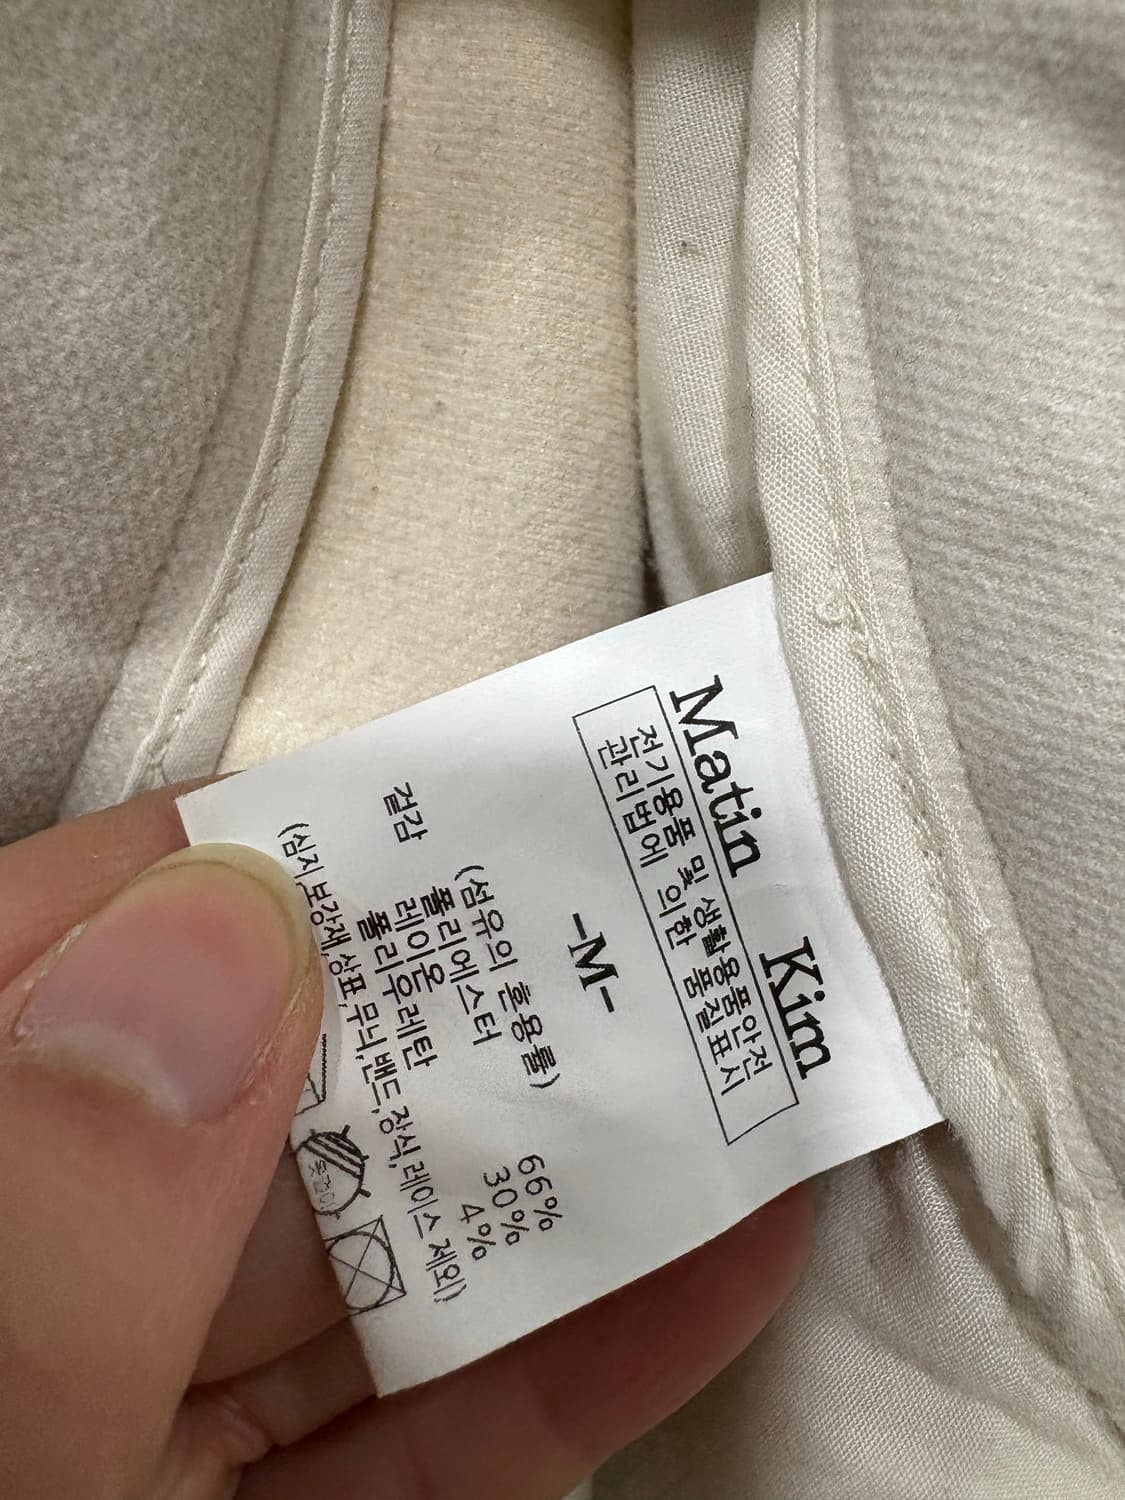 Matin Kim
전기용품 및 생활용품안전
관리법에 의한 품질표시
-M-
(섬유의 혼용률)
겉감 폴리에스터 66%
레이온 30%
폴리우레탄 4%
(심지,보강재,상표,무늬,밴드,장식,레이스 제외)
옷걸이